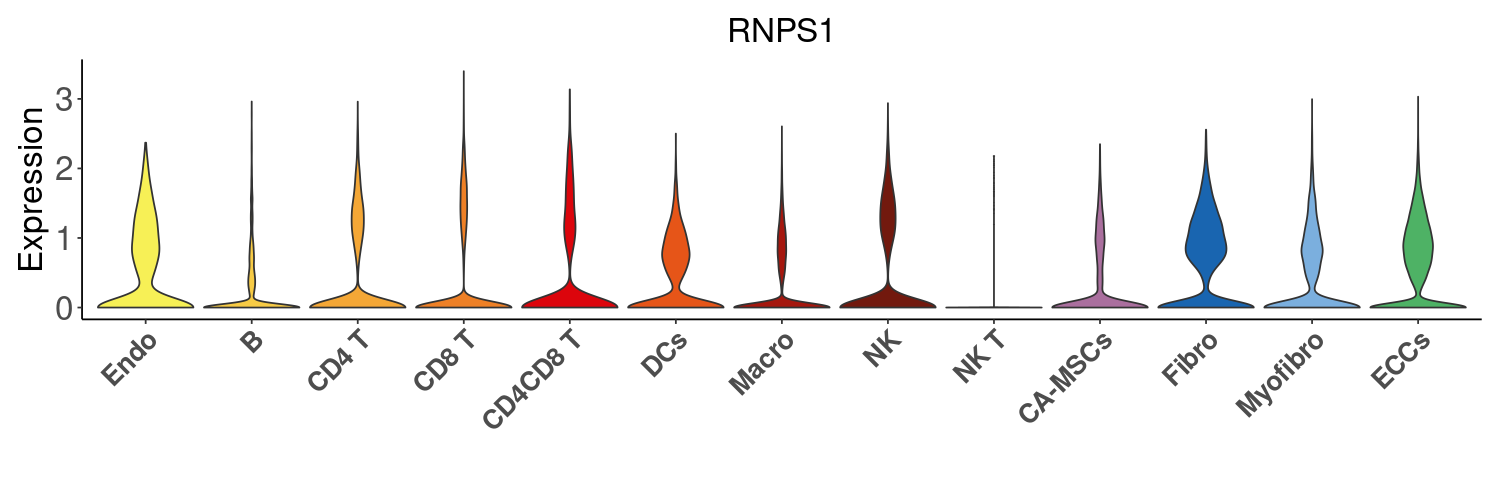 RNPS1
Expression
3
2
1
0
Endo
B
CD4 T
CD8 T
CD4CD8 T
DCs
Macro
NK
NK T
CA-MSCs
Fibro
Myofibro
ECCs